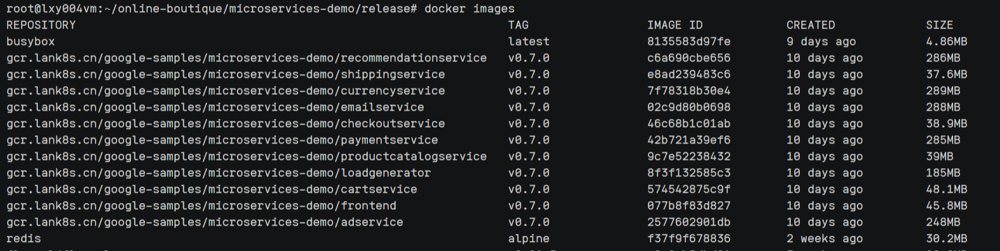 root@lxy004vm:~/online-boutique/microservices-demo/release# docker images
REPOSITORY TAG IMAGE ID CREATED SIZE
busybox latest 8135583d97fe 9 days ago 4.86MB
gcr.lank8s.cn/google-samples/microservices-demo/recommendationservice v0.7.0 c6a690cbe656 10 days ago 286MB
gcr.lank8s.cn/google-samples/microservices-demo/shippingservice v0.7.0 e8ad239483c6 10 days ago 37.6MB
gcr.lank8s.cn/google-samples/microservices-demo/currencyservice v0.7.0 7f78318b30e4 10 days ago 289MB
gcr.lank8s.cn/google-samples/microservices-demo/emailservice v0.7.0 02c9d80b0698 10 days ago 288MB
gcr.lank8s.cn/google-samples/microservices-demo/checkoutservice v0.7.0 46c68b1c01ab 10 days ago 38.9MB
gcr.lank8s.cn/google-samples/microservices-demo/paymentservice v0.7.0 42b721a39ef6 10 days ago 285MB
gcr.lank8s.cn/google-samples/microservices-demo/productcatalogservice v0.7.0 9c7e52238432 10 days ago 39MB
gcr.lank8s.cn/google-samples/microservices-demo/loadgenerator v0.7.0 8f3f132585c3 10 days ago 185MB
gcr.lank8s.cn/google-samples/microservices-demo/cartservice v0.7.0 574542875c9f 10 days ago 48.1MB
gcr.lank8s.cn/google-samples/microservices-demo/frontend v0.7.0 077b8f83d827 10 days ago 45.8MB
gcr.lank8s.cn/google-samples/microservices-demo/adservice v0.7.0 2577602901db 10 days ago 248MB
redis alpine f37f9f678836 2 weeks ago 30.2MB